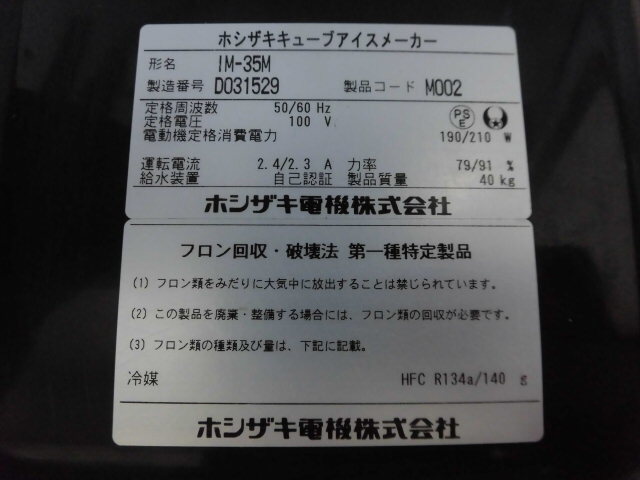 ホシザキキューブアイスメーカー
形名 IM-35M
製造番号 D031529 製品コード M002
定格周波数 50/60 Hz
定格電圧 100 V
PS E
電動機定格消費電力 190/210 W
運転電流 2.4/2.3 A 力率 79/91 %
給水装置 自己認証 製品質量 40 kg
ホシザキ電機株式会社
フロン回収・破壊法 第一種特定製品
(1) フロン類をみだりに大気中に放出することは禁じられています。
(2) この製品を廃棄・整備する場合には、フロン類の回収が必要です。
(3) フロン類の種類及び量は、下記に記載。
冷媒 HFC R134a/140 g
ホシザキ電機株式会社